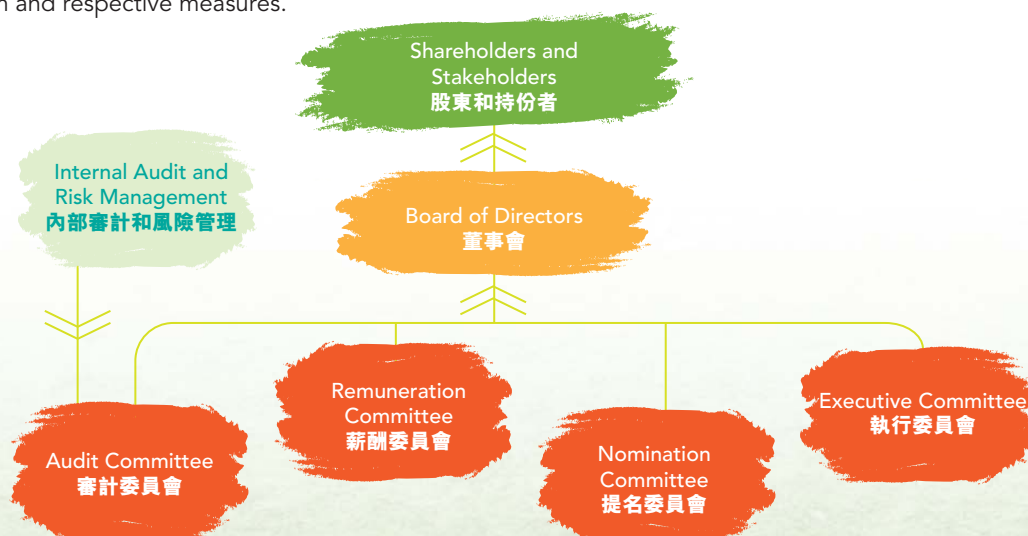 and respective measures.
Shareholders and
Stakeholders
股東和持份者
Internal Audit and
Risk Management
內部審計和風險管理
Board of Directors
董事會
Remuneration
Committee
薪酬委員會
Executive Committee
執行委員會
Audit Committee
審計委員會
Nomination
Committee
提名委員會